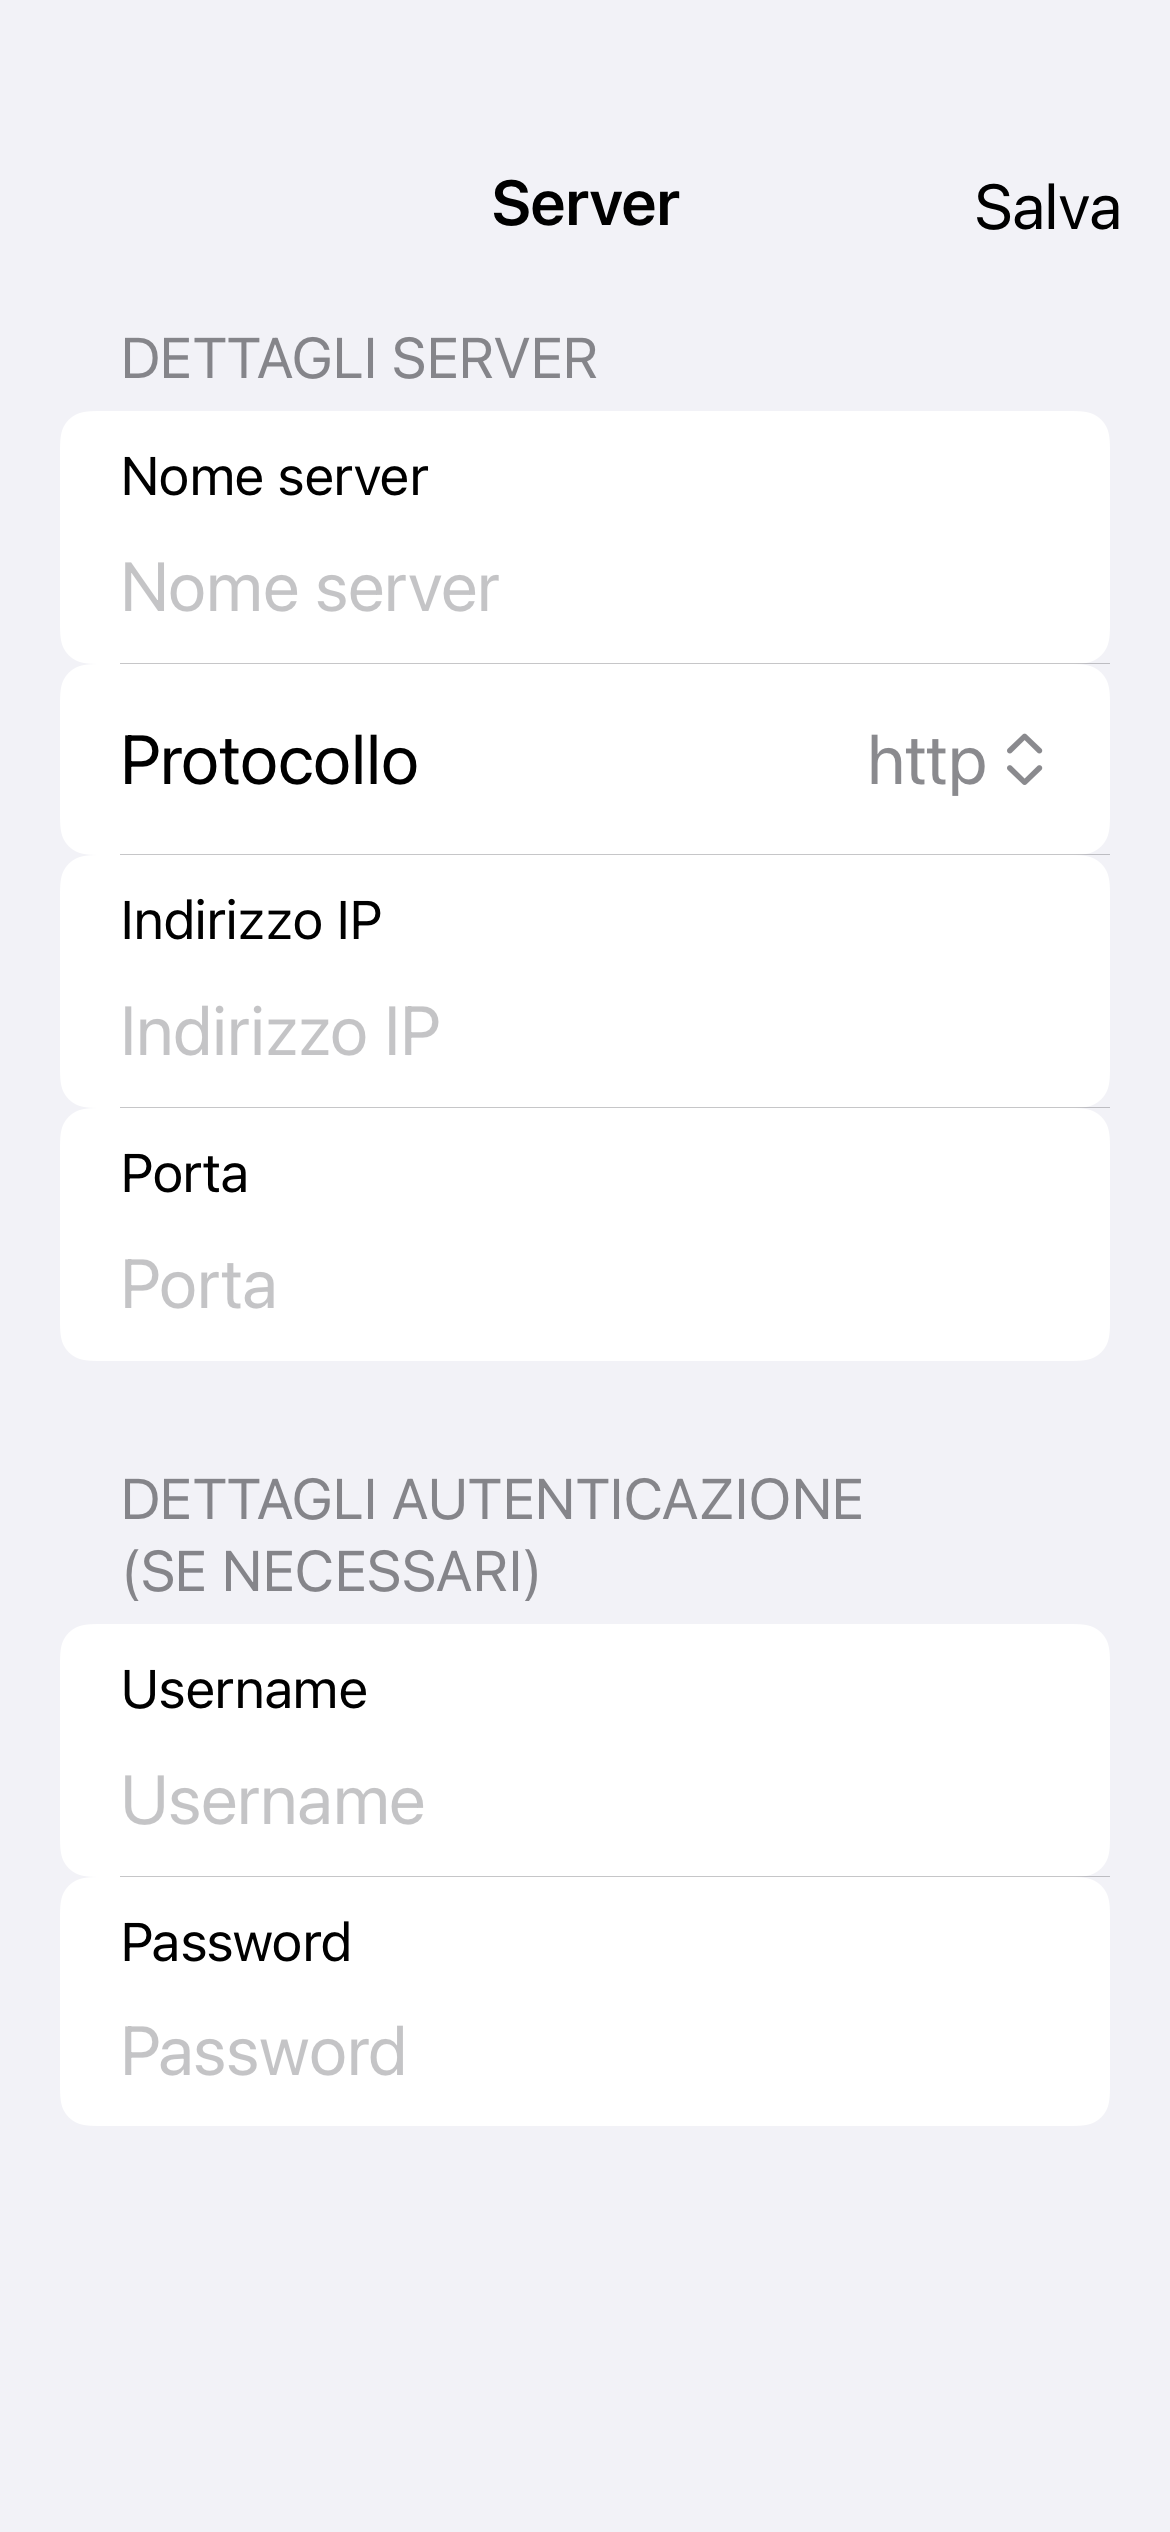 Server
Salva
DETTAGLI SERVER
Nome server
Nome server
Protocollo
http
Indirizzo IP
Indirizzo IP
Porta
Porta
DETTAGLI AUTENTICAZIONE
(SE NECESSARI)
Username
Username
Password
Password